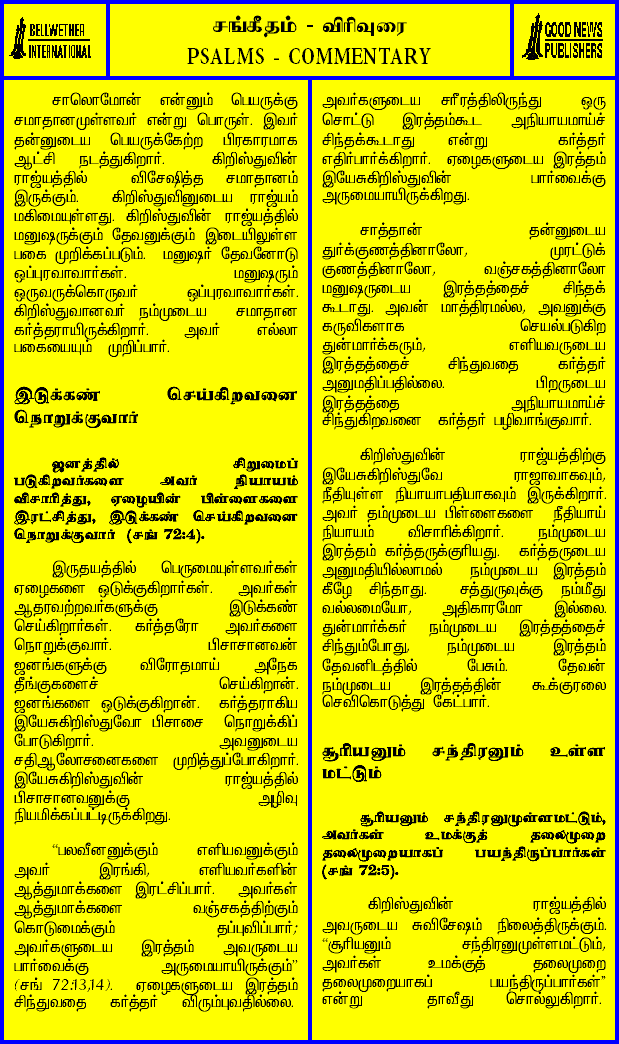 BELLWETHER
INTERNATIONAL
சங்கீதம் - விரிவுரை
PSALMS - COMMENTARY
GOOD NEWS
PUBLISHERS
சாலொமோன் என்னும் பெயருக்கு
சமாதானமுள்ளவர் என்று பொருள். இவர்
தன்னுடைய பெயருக்கேற்ற பிரகாரமாக
ஆட்சி நடத்துகிறார். கிறிஸ்துவின்
ராஜ்யத்தில் விசேஷித்த சமாதானம்
இருக்கும். கிறிஸ்துவினுடைய ராஜ்யம்
மகிமையுள்ளது. கிறிஸ்துவின் ராஜ்யத்தில்
மனுஷருக்கும் தேவனுக்கும் இடையிலுள்ள
பகை முறிக்கப்படும். மனுஷர் தேவனோடு
ஒப்புரவாவார்கள். மனுஷரும்
ஒருவருக்கொருவர் ஒப்புரவாவார்கள்.
கிறிஸ்துவானவர் நம்முடைய சமாதான
கர்த்தராயிருக்கிறார். அவர் எல்லா
பகையையும் முறிப்பார்.
இடுக்கண் செய்கிறவனை
நொறுக்குவார்
ஜனத்தில் சிறுமைப்
படுகிறவர்களை அவர் நியாயம்
விசாரித்து, ஏழையின் பிள்ளைகளை
இரட்சித்து, இடுக்கண் செய்கிறவனை
நொறுக்குவார் (சங் 72:4).
இருதயத்தில் பெருமையுள்ளவர்கள்
ஏழைகளை ஒடுக்குகிறார்கள். அவர்கள்
ஆதரவற்றவர்களுக்கு இடுக்கண்
செய்கிறார்கள். கர்த்தரோ அவர்களை
நொறுக்குவார். பிசாசானவன்
ஜனங்களுக்கு விரோதமாய் அநேக
தீங்குகளைச் செய்கிறான்.
ஜனங்களை ஒடுக்குகிறான். கர்த்தராகிய
இயேசுகிறிஸ்துவோ பிசாசை நொறுக்கிப்
போடுகிறார். அவனுடைய
சதிஆலோசனைகளை முறித்துப்போகிறார்.
இயேசுகிறிஸ்துவின் ராஜ்யத்தில்
பிசாசானவனுக்கு அழிவு
நியமிக்கப்பட்டிருக்கிறது.
“பலவீனனுக்கும் எளியவனுக்கும்
அவர் இரங்கி, எளியவர்களின்
ஆத்துமாக்களை இரட்சிப்பார். அவர்கள்
ஆத்துமாக்களை வஞ்சகத்திற்கும்
கொடுமைக்கும் தப்புவிப்பார்;
அவர்களுடைய இரத்தம் அவருடைய
பார்வைக்கு அருமையாயிருக்கும்”
(சங் 72:13,14). ஏழைகளுடைய இரத்தம்
சிந்துவதை கர்த்தர் விரும்புவதில்லை.
அவர்களுடைய சரீரத்திலிருந்து ஒரு
சொட்டு இரத்தம்கூட அநியாயமாய்ச்
சிந்தக்கூடாது என்று கர்த்தர்
எதிர்பார்க்கிறார். ஏழைகளுடைய இரத்தம்
இயேசுகிறிஸ்துவின் பார்வைக்கு
அருமையாயிருக்கிறது.
சாத்தான் தன்னுடைய
துர்க்குணத்தினாலோ, முரட்டுக்
குணத்தினாலோ, வஞ்சகத்தினாலோ
மனுஷருடைய இரத்தத்தைச் சிந்தக்
கூடாது. அவன் மாத்திரமல்ல, அவனுக்கு
கருவிகளாக செயல்படுகிற
துன்மார்க்கரும், எளியவருடைய
இரத்தத்தைச் சிந்துவதை கர்த்தர்
அனுமதிப்பதில்லை. பிறருடைய
இரத்தத்தை அநியாயமாய்ச்
சிந்துகிறவனை கர்த்தர் பழிவாங்குவார்.
கிறிஸ்துவின் ராஜ்யத்திற்கு
இயேசுகிறிஸ்துவே ராஜாவாகவும்,
நீதியுள்ள நியாயாதிபதியாகவும் இருக்கிறார்.
அவர் தம்முடைய பிள்ளைகளை நீதியாய்
நியாயம் விசாரிக்கிறார். நம்முடைய
இரத்தம் கர்த்தருக்குரியது. கர்த்தருடைய
அனுமதியில்லாமல் நம்முடைய இரத்தம்
கீழே சிந்தாது. சத்துருவுக்கு நம்மீது
வல்லமையோ, அதிகாரமோ இல்லை.
துன்மார்க்கர் நம்முடைய இரத்தத்தைச்
சிந்தும்போது, நம்முடைய இரத்தம்
தேவனிடத்தில் பேசும். தேவன்
நம்முடைய இரத்தத்தின் கூக்குரலை
செவிகொடுத்து கேட்பார்.
சூரியனும் சந்திரனும் உள்ள
மட்டும்
சூரியனும் சந்திரனுமுள்ளமட்டும்,
அவர்கள் உமக்குத் தலைமுறை
தலைமுறையாகப் பயந்திருப்பார்கள்
(சங் 72:5).
கிறிஸ்துவின் ராஜ்யத்தில்
அவருடைய சுவிசேஷம் நிலைத்திருக்கும்.
“சூரியனும் சந்திரனுமுள்ளமட்டும்,
அவர்கள் உமக்குத் தலைமுறை
தலைமுறையாகப் பயந்திருப்பார்கள்”
என்று தாவீது சொல்லுகிறார்.